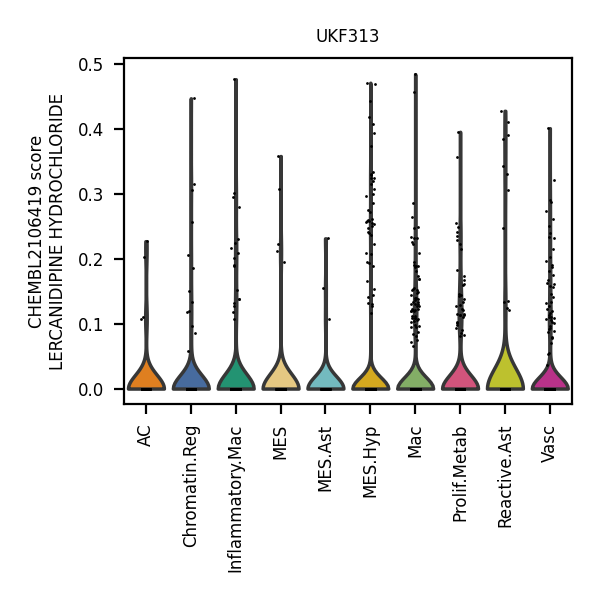 UKF313
CHEMBL2106419 score
LERCANIDIPINE HYDROCHLORIDE
0.5
0.4
0.3
0.2
0.1
0.0
AC
Chromatin.Reg
Inflammatory.Mac
MES
MES.Ast
MES.Hyp
Mac
Prolif.Metab
Reactive.Ast
Vasc